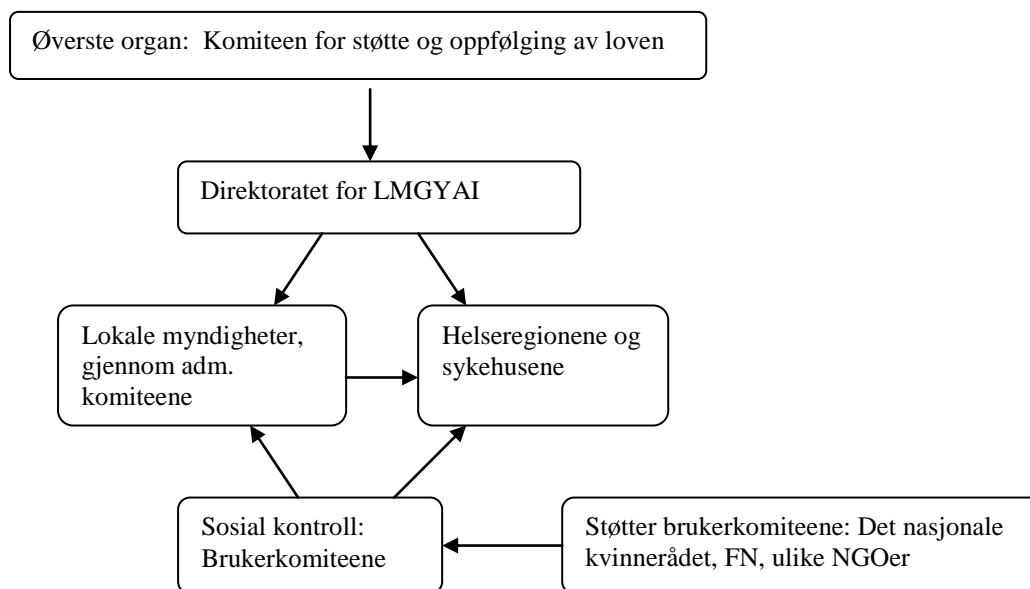 Øverste organ:  Komiteen for støtte og oppfølging av loven
Direktoratet for LMGYAI
Lokale myndigheter,
gjennom adm.
komiteene
Helseregionene og
sykehusene
Sosial kontroll:
Brukerkomiteene
Støtter brukerkomiteene: Det nasjonale
kvinnerådet, FN, ulike NGOer